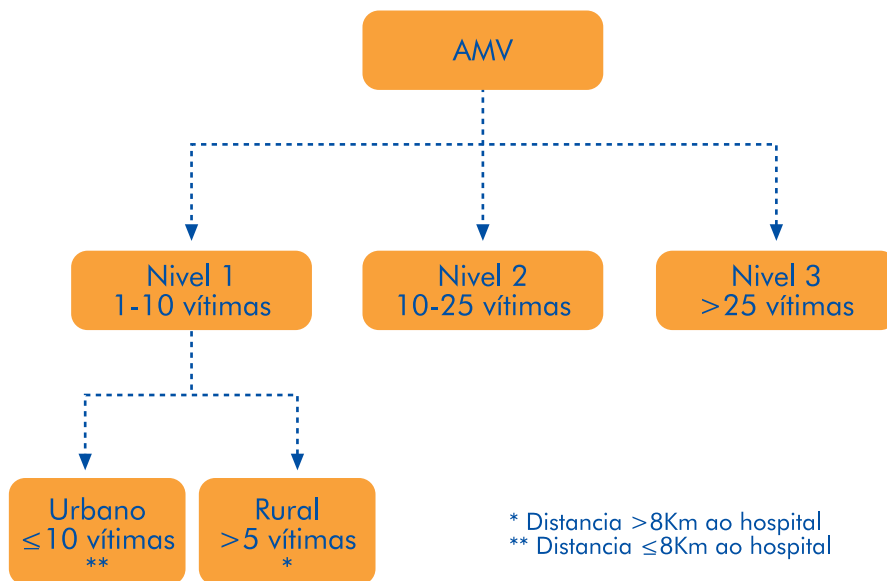 AMV
Nivel 1
1-10 vítimas
Nivel 2
10-25 vítimas
Nivel 3
>25 vítimas
Urbano
≤10 vítimas
**
Rural
>5 vítimas
*
* Distancia >8Km ao hospital
** Distancia ≤8Km ao hospital